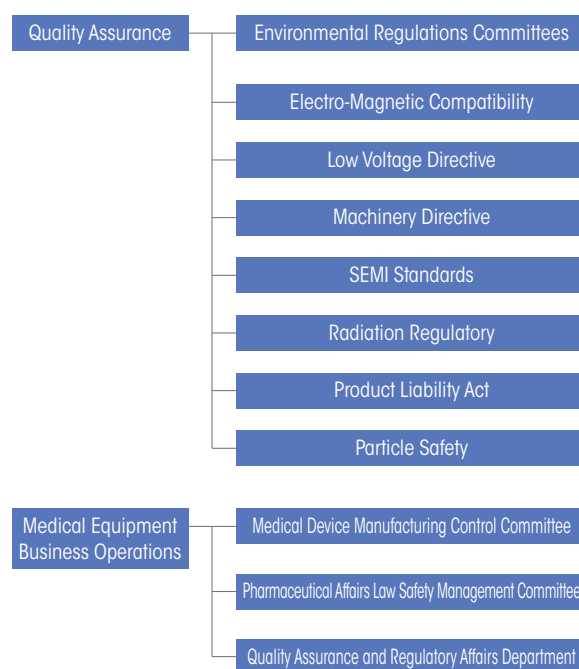 Quality Assurance
Environmental Regulations Committees
Electro-Magnetic Compatibility
Low Voltage Directive
Machinery Directive
SEMI Standards
Radiation Regulatory
Product Liability Act
Particle Safety
Medical Equipment
Business Operations
Medical Device Manufacturing Control Committee
Pharmaceutical Affairs Law Safety Management Committee
Quality Assurance and Regulatory Affairs Department